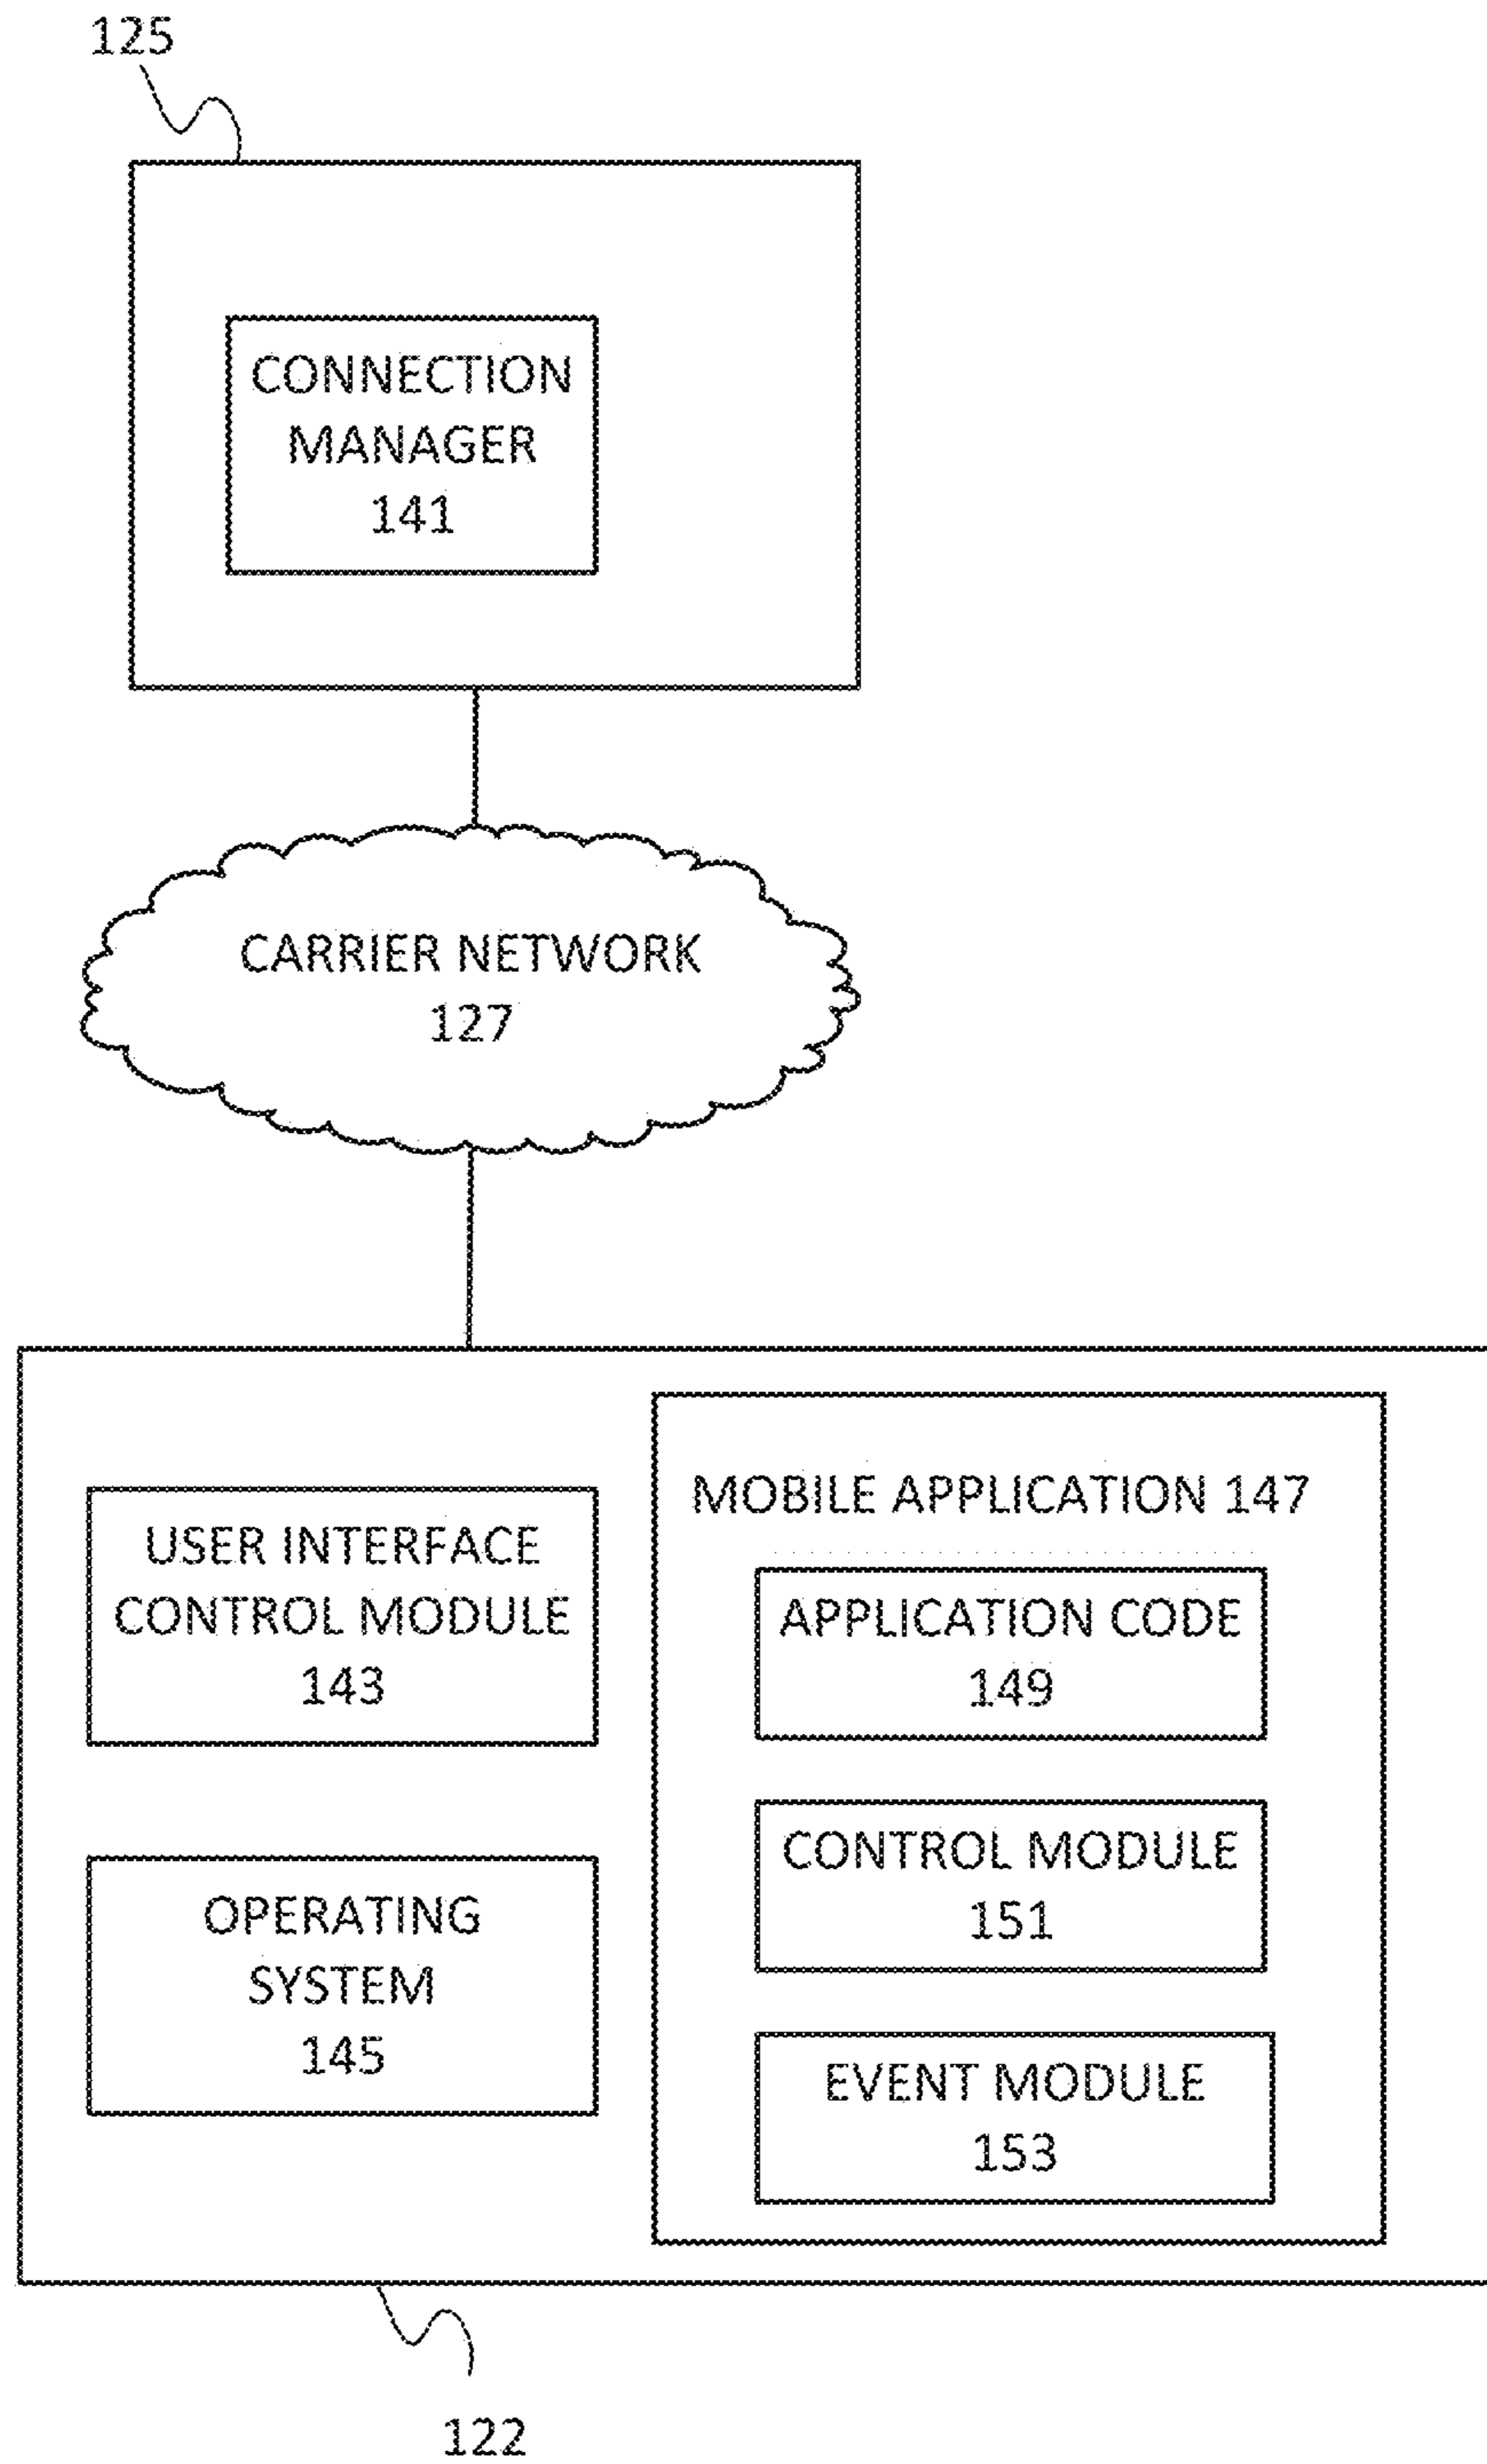 125
CONNECTION
MANAGER
141
CARRIER NETWORK
127
USER INTERFACE
CONTROL MODULE
143
OPERATING
SYSTEM
145
MOBILE APPLICATION 147
APPLICATION CODE
149
CONTROL MODULE
151
EVENT MODULE
153
122